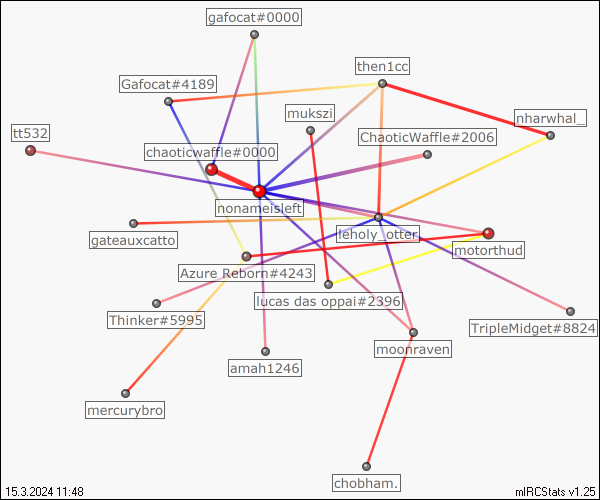 gafocat#0000
then1cc
Gafocat#4189
mukszi
nharwhal_
tt532
ChaoticWaffle#2006
chaoticwaffle#0000
nonameisleft
leholy_otter
gateauxcatto
motorthud
Azure Reborn#4243
lucas das oppai#2396
Thinker#5995
TripleMidget#8824
moonraven
amah1246
mercurybro
chobham.
15.3.2024 11:48
mIRCStats v1.25